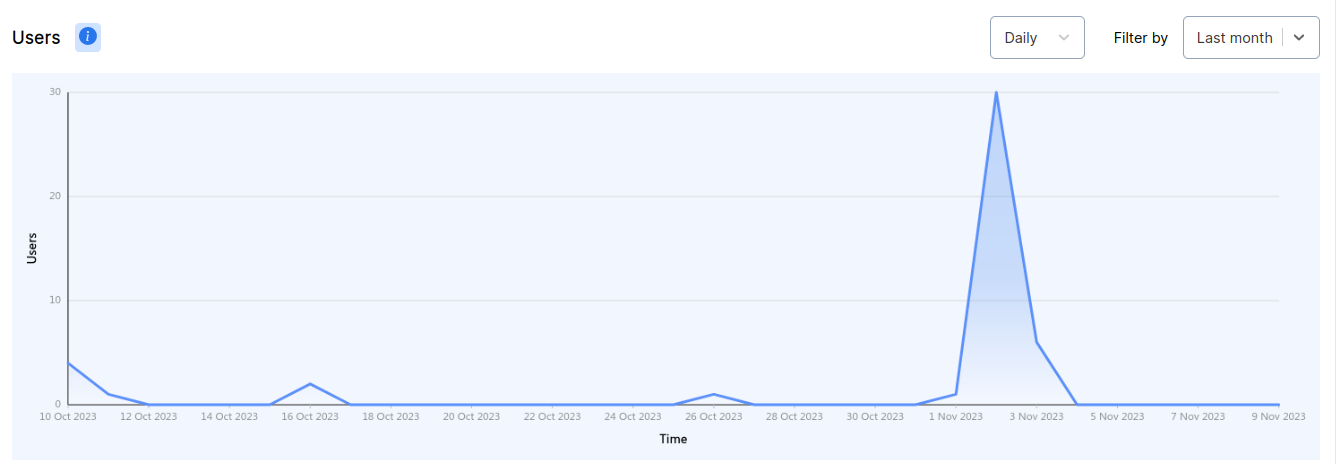 Users i Daily Filter by Last month
30
20
10
0
Users
10 Oct 2023 12 Oct 2023 14 Oct 2023 16 Oct 2023 18 Oct 2023 20 Oct 2023 22 Oct 2023 24 Oct 2023 26 Oct 2023 28 Oct 2023 30 Oct 2023 1 Nov 2023 3 Nov 2023 5 Nov 2023 7 Nov 2023 9 Nov 2023
Time